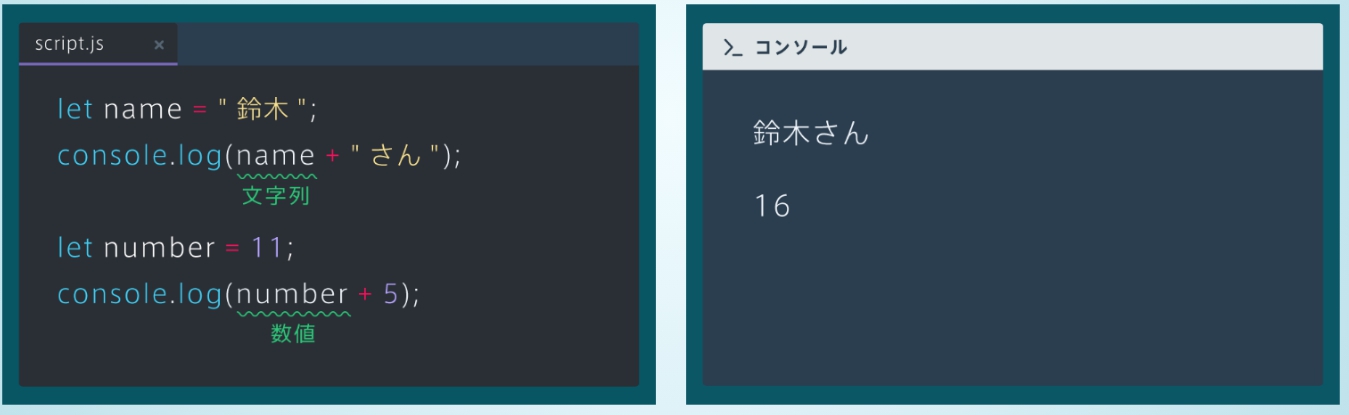 script.js ×
let name = " 鈴木 ";
console.log(name + " さん ");
文字列
let number = 11;
console.log(number + 5);
数値
>_ コンソール
鈴木さん
16